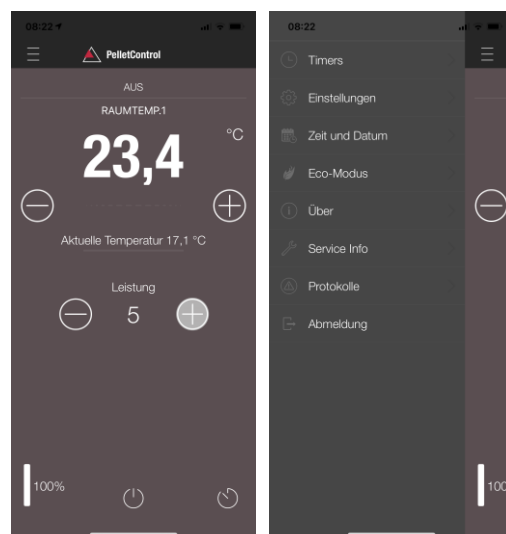 08:22
PelletControl
AUS
RAUMTEMP.1
23,4 °C
Aktuelle Temperatur 17,1 °C
Leistung
5
100%
08:22
Timers
Einstellungen
Zeit und Datum
Eco-Modus
Über
Service Info
Protokolle
Abmeldung
100